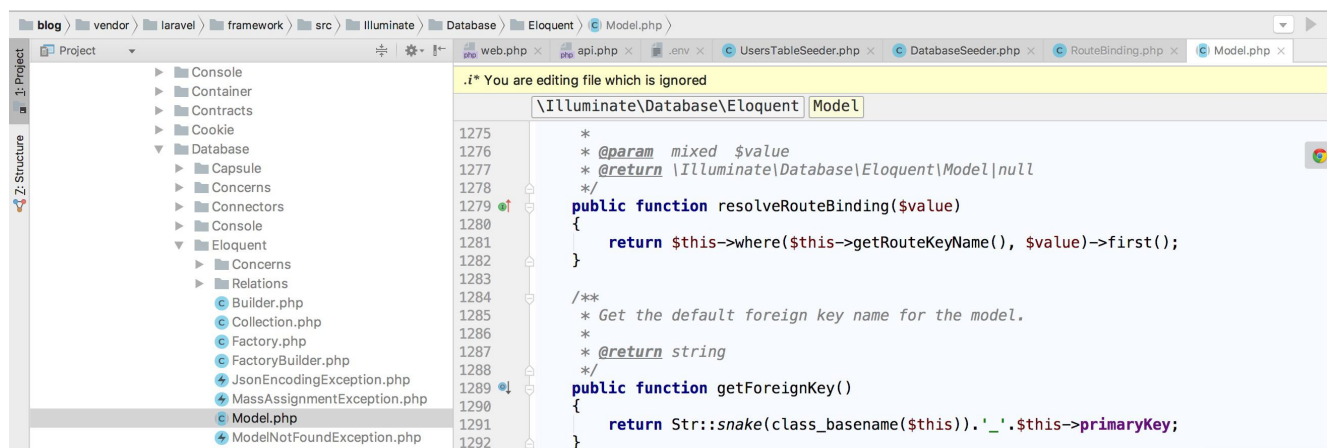 blog vendor laravel framework src Illuminate Database Eloquent Model.php
1: Project
Z: Structure
Project
web.php api.php .env UsersTableSeeder.php DatabaseSeeder.php RouteBinding.php Model.php
Console
Container
Contracts
Cookie
Database
Capsule
Concerns
Connectors
Console
Eloquent
Concerns
Relations
Builder.php
Collection.php
Factory.php
FactoryBuilder.php
JsonEncodingException.php
MassAssignmentException.php
Model.php
ModelNotFoundException.php
.i* You are editing file which is ignored
\Illuminate\Database\Eloquent Model
1275 *
1276 * @param mixed $value
1277 * @return \Illuminate\Database\Eloquent\Model|null
1278 */
1279 public function resolveRouteBinding($value)
1280 {
1281 return $this->where($this->getRouteKeyName(), $value)->first();
1282 }
1283
1284 /**
1285 * Get the default foreign key name for the model.
1286 *
1287 * @return string
1288 */
1289 public function getForeignKey()
1290 {
1291 return Str::snake(class_basename($this)).'_'.$this->primaryKey;
1292 }